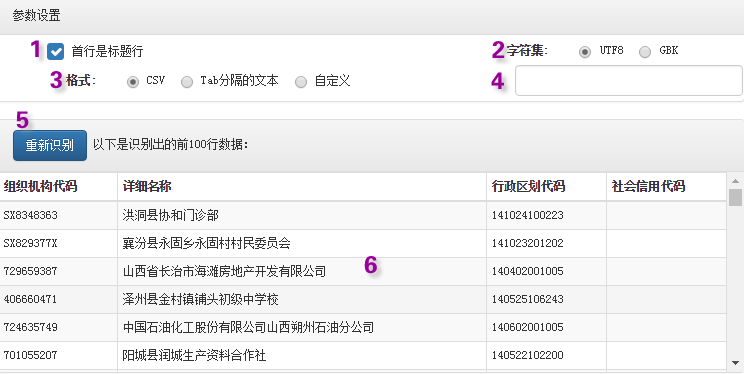 参数设置
1 首行是标题行 2 字符集: UTF8 GBK
3 格式: CSV Tab分隔的文本 自定义 4
5
重新识别 以下是识别出的前100行数据:
组织机构代码 详细名称 行政区划代码 社会信用代码
SX8348363 洪洞县协和门诊部 141024100223
SX829377X 襄汾县永固乡永固村村民委员会 141023201202
729659387 山西省长治市海滩房地产开发有限公司 6 140402001005
406660471 泽州县金村镇铺头初级中学校 140525106243
724635749 中国石油化工股份有限公司山西朔州石油分公司 140602001005
701055207 阳城县润城生产资料合作社 140522102200